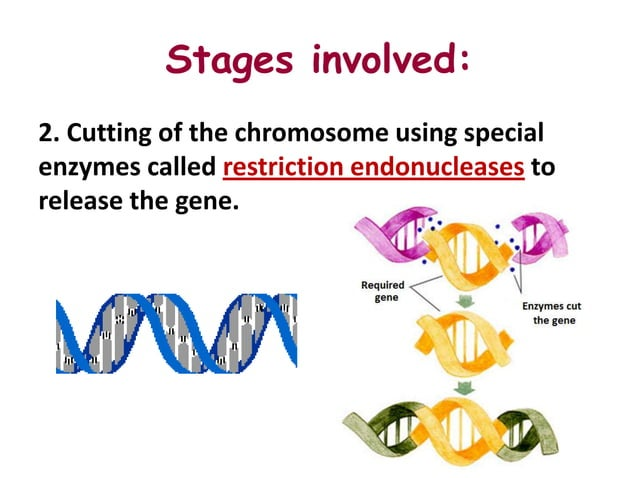 Stages involved:
2. Cutting of the chromosome using special
enzymes called restriction endonucleases to
release the gene.
Required
gene
Enzymes cut
the gene